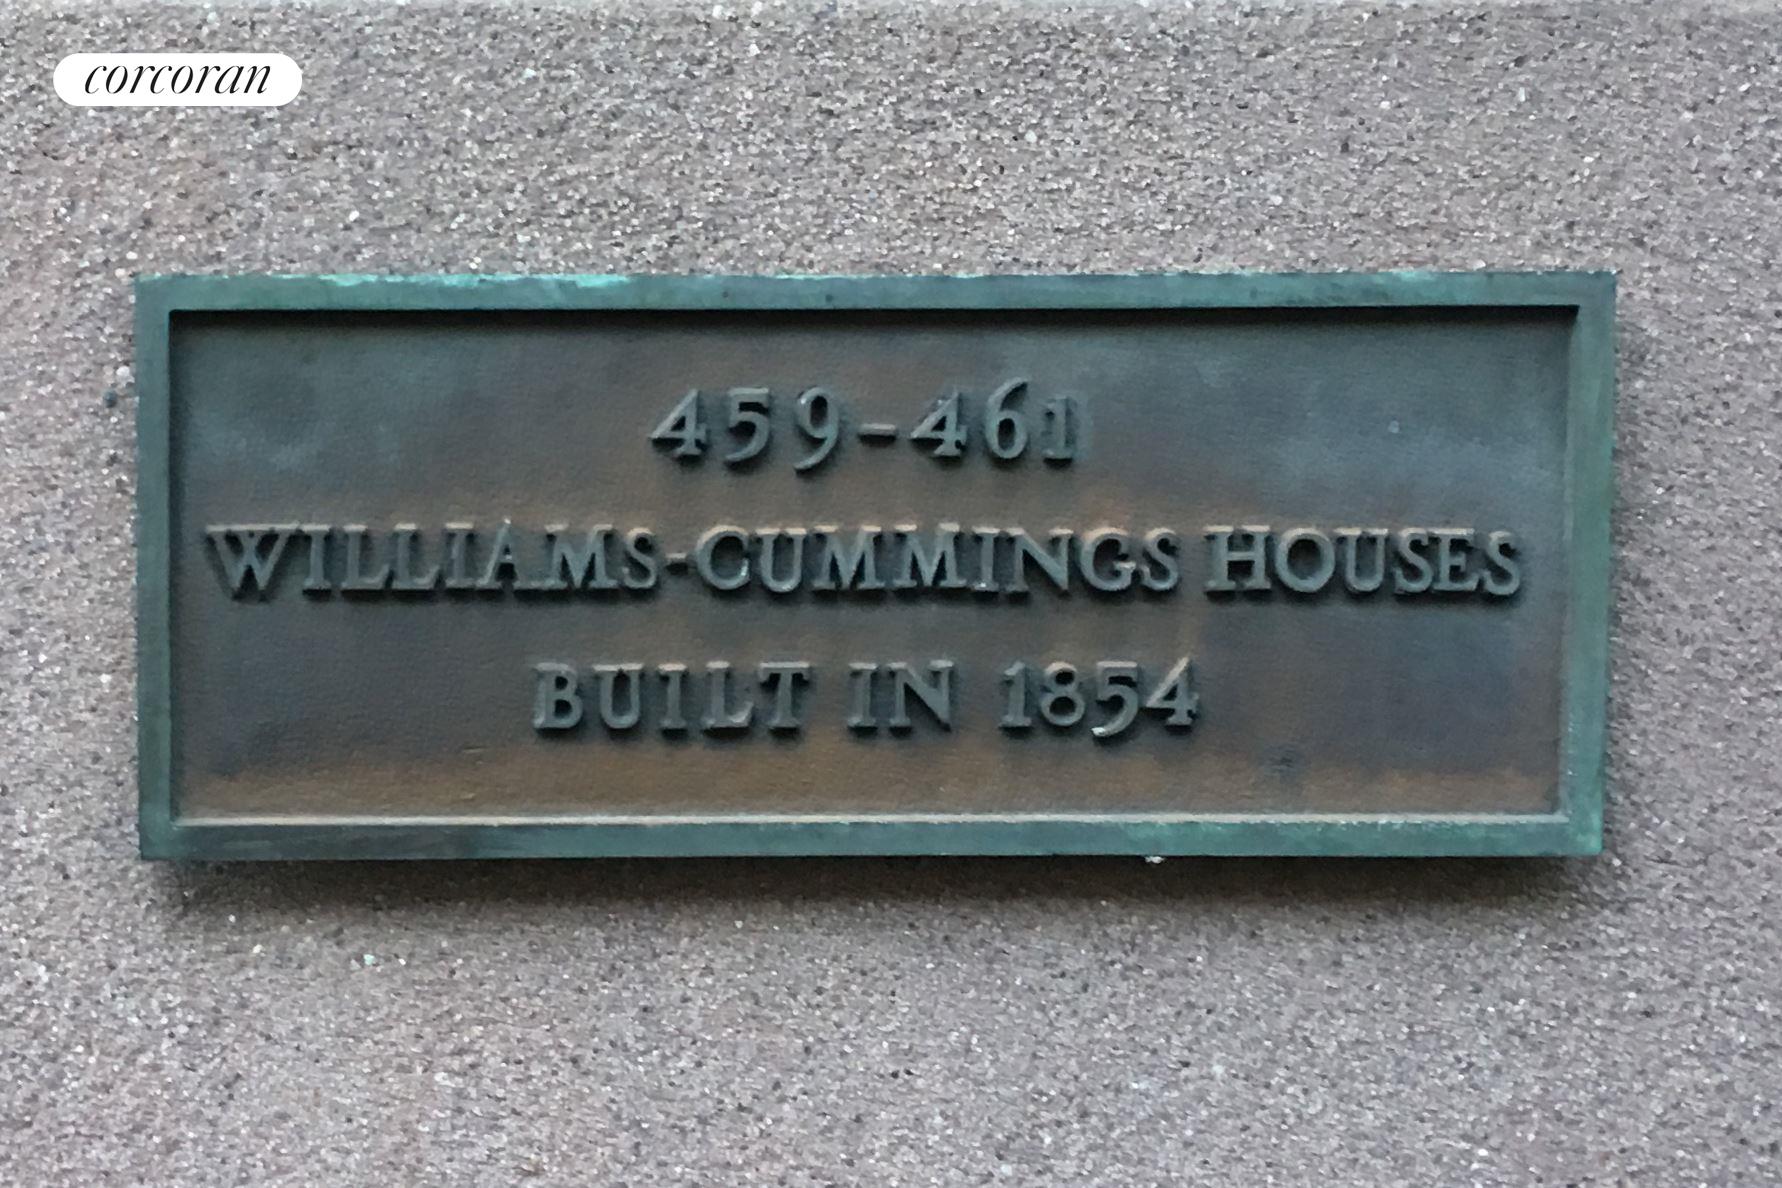 corcoran
459-461
WILLIAMS-CUMMINGS HOUSES
BUILT IN 1854